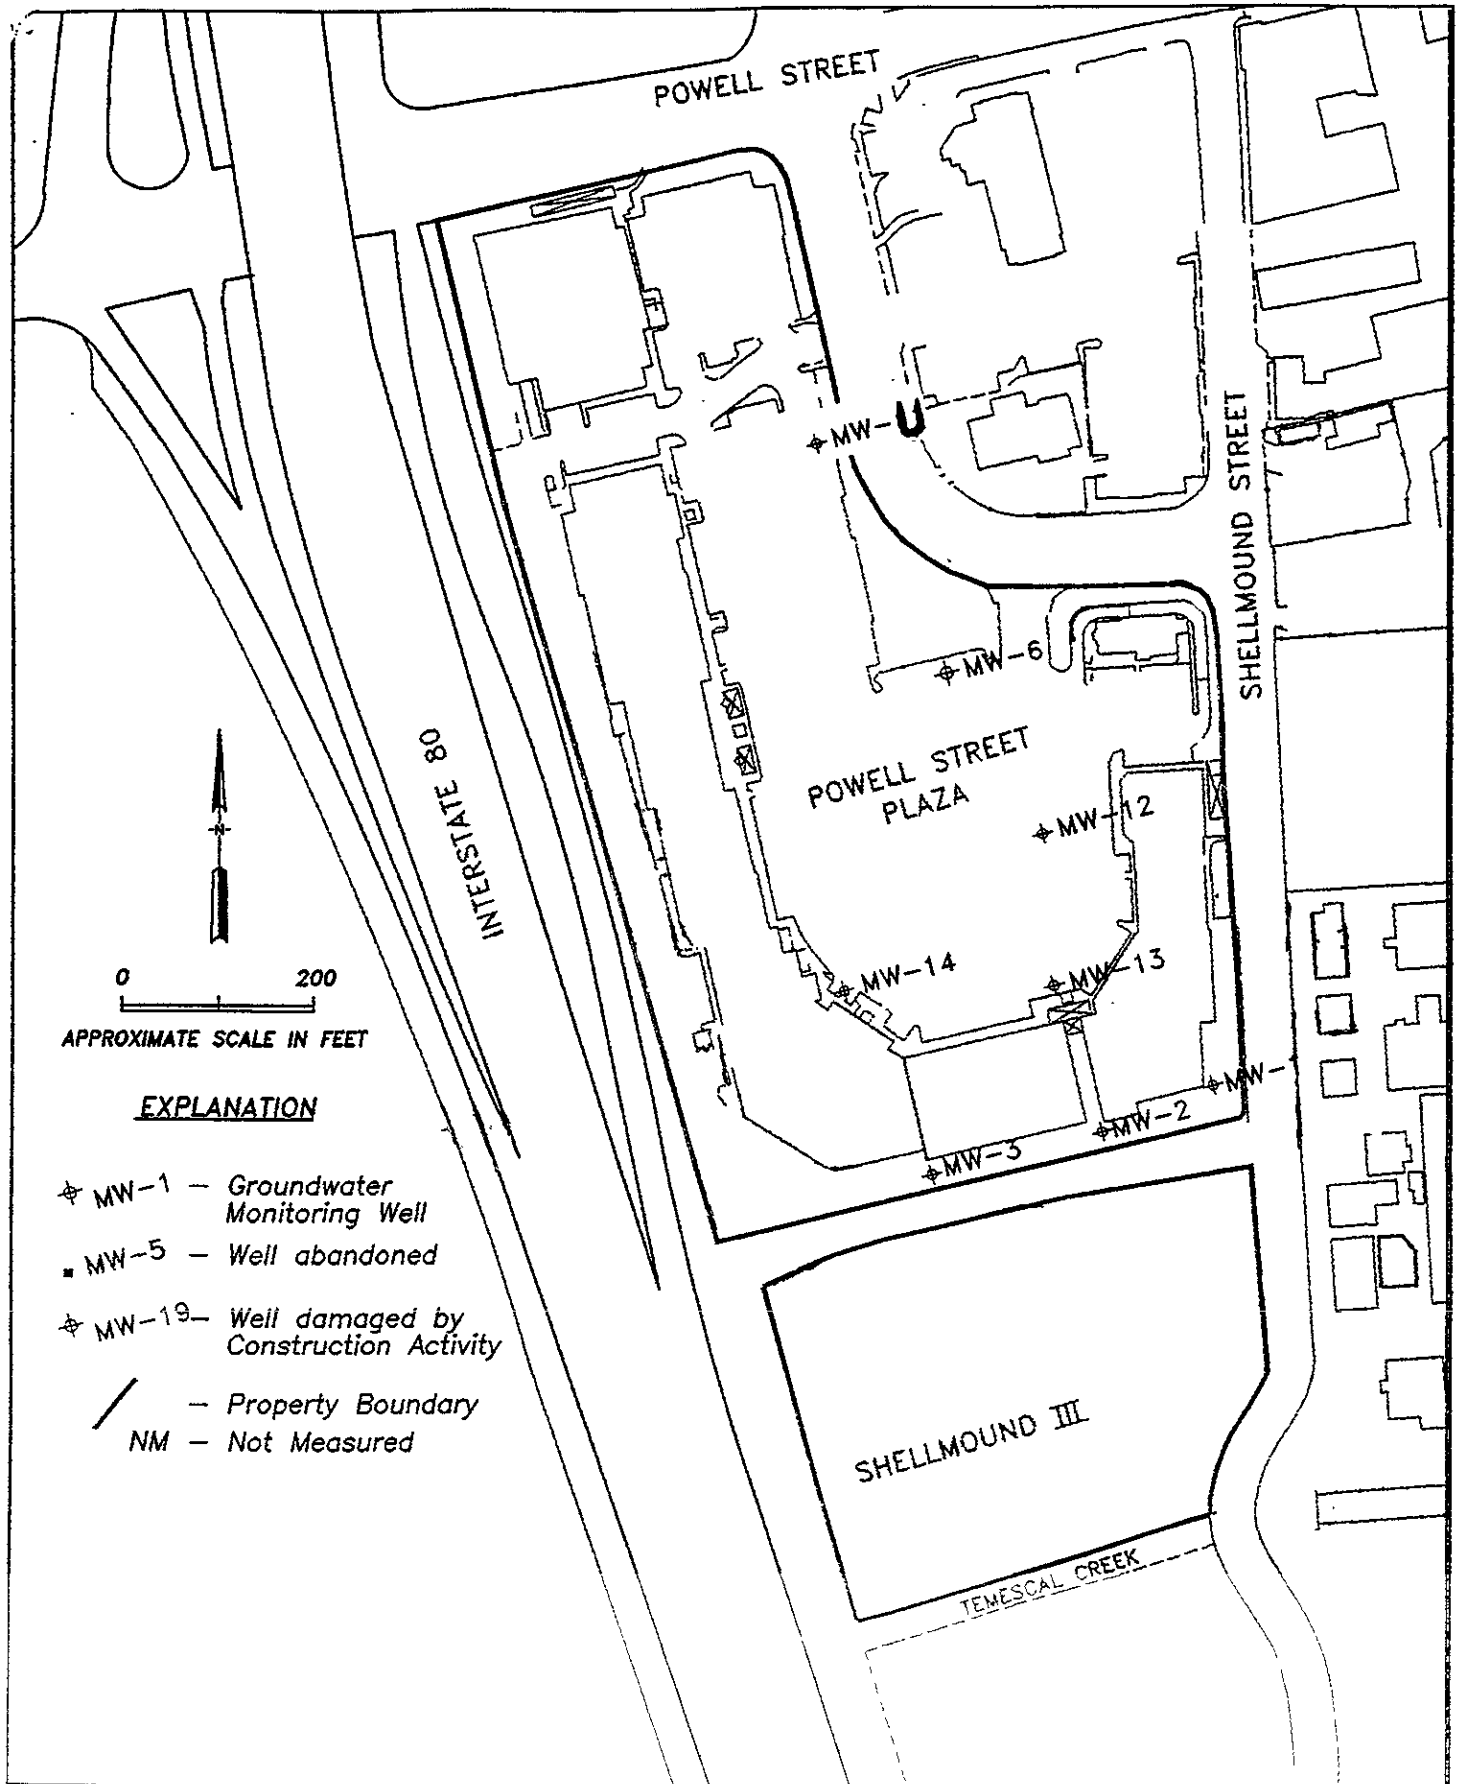 POWELL STREET
MW-
SHELLMOUND STREET
MW-6
POWELL STREET
PLAZA
INTERSTATE 80
MW-12
N
MW-14
MW-13
0 200
APPROXIMATE SCALE IN FEET
MW-
MW-2
MW-3
EXPLANATION
MW-1 — Groundwater
Monitoring Well
MW-5 — Well abandoned
MW-19 — Well damaged by
Construction Activity
— Property Boundary
NM — Not Measured
SHELLMOUND III
TEMESCAL CREEK